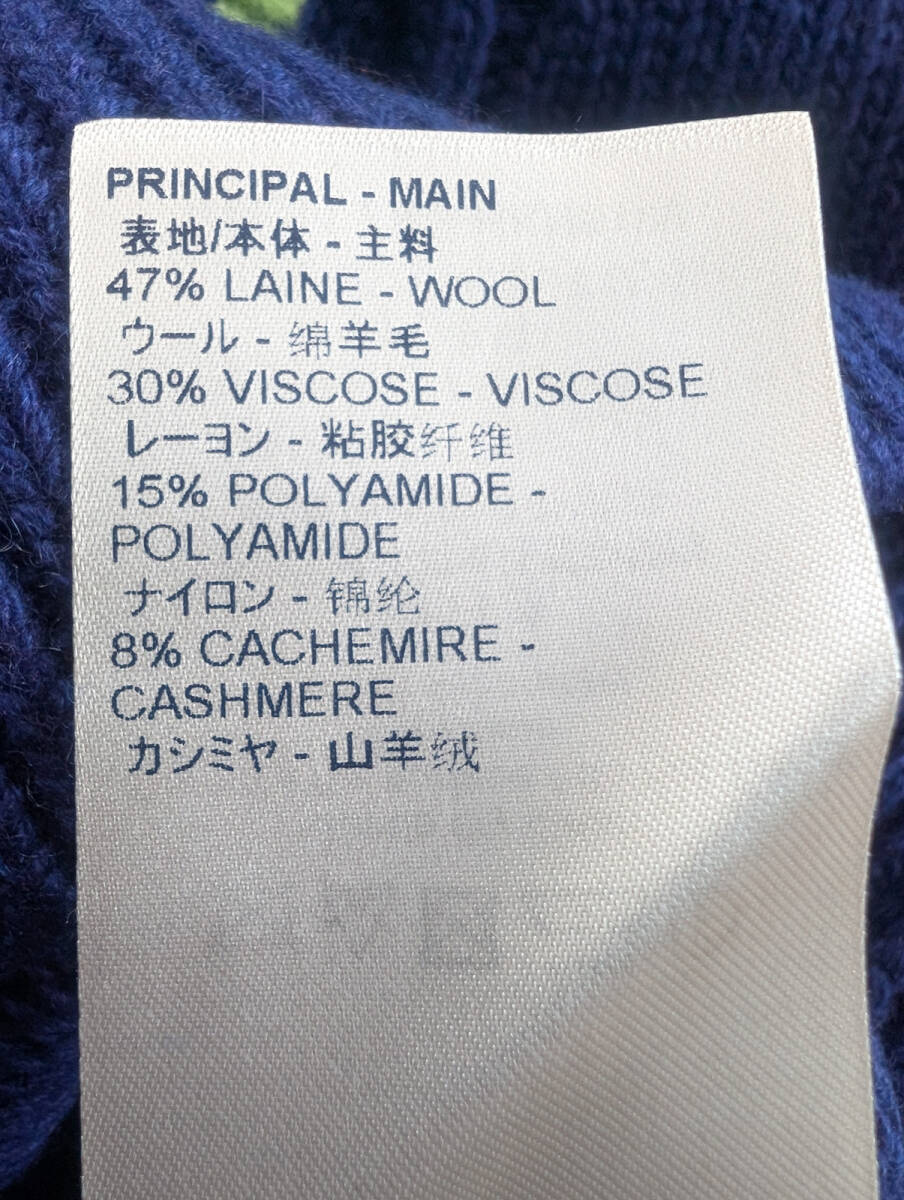 PRINCIPAL - MAIN
表地/本体 - 主料
47% LAINE - WOOL
ウール - 绵羊毛
30% VISCOSE - VISCOSE
レーヨン - 粘胶纤维
15% POLYAMIDE -
POLYAMIDE
ナイロン - 锦纶
8% CACHEMIRE -
CASHMERE
カシミヤ - 山羊绒